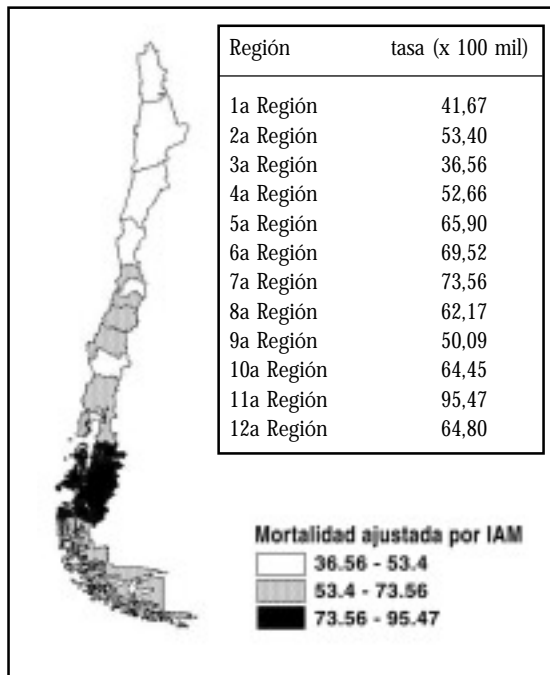 Región tasa (x 100 mil)
1a Región 41,67
2a Región 53,40
3a Región 36,56
4a Región 52,66
5a Región 65,90
6a Región 69,52
7a Región 73,56
8a Región 62,17
9a Región 50,09
10a Región 64,45
11a Región 95,47
12a Región 64,80
Mortalidad ajustada por IAM
36.56 - 53.4
53.4 - 73.56
73.56 - 95.47